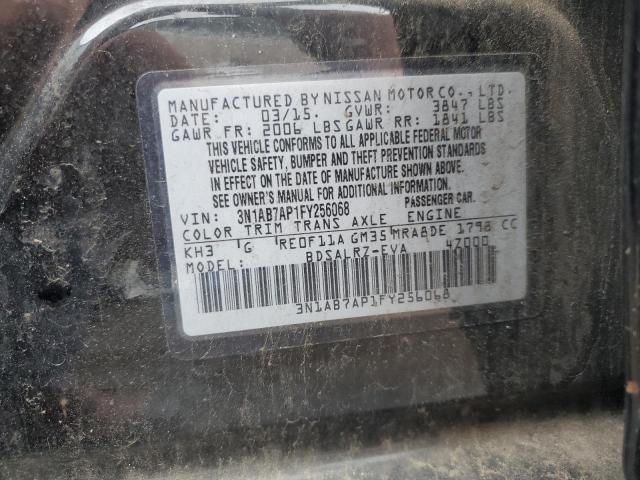 MANUFACTURED BY NISSAN MOTOR CO., LTD.
DATE: 03/15. GVWR: 3847 LBS
GAWR FR: 2006 LBS GAWR RR: 1841 LBS
THIS VEHICLE CONFORMS TO ALL APPLICABLE FEDERAL MOTOR
VEHICLE SAFETY, BUMPER AND THEFT PREVENTION STANDARDS
IN EFFECT ON THE DATE OF MANUFACTURE SHOWN ABOVE.
SEE OWNER'S MANUAL FOR ADDITIONAL INFORMATION.
VIN: 3N1AB7AP1FY256068 PASSENGER CAR.
COLOR TRIM TRANS AXLE ENGINE
KH3 G RE0F11A GM35 MRA8DE 1798 CC
MODEL: BDSALRZ-EVA 47000
3N1AB7AP1FY256068